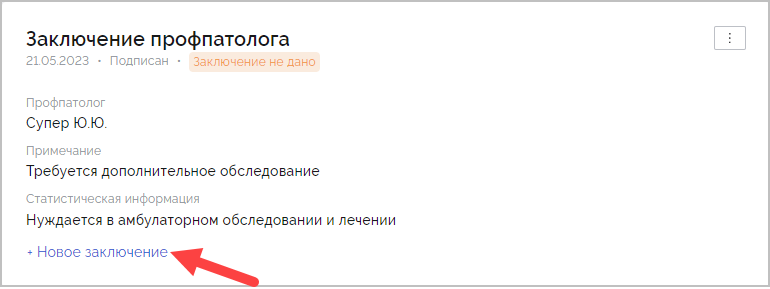 Заключение профпатолога
21.05.2023 • Подписан • Заключение не дано
Профпатолог
Супер Ю.Ю.
Примечание
Требуется дополнительное обследование
Статистическая информация
Нуждается в амбулаторном обследовании и лечении
+ Новое заключение